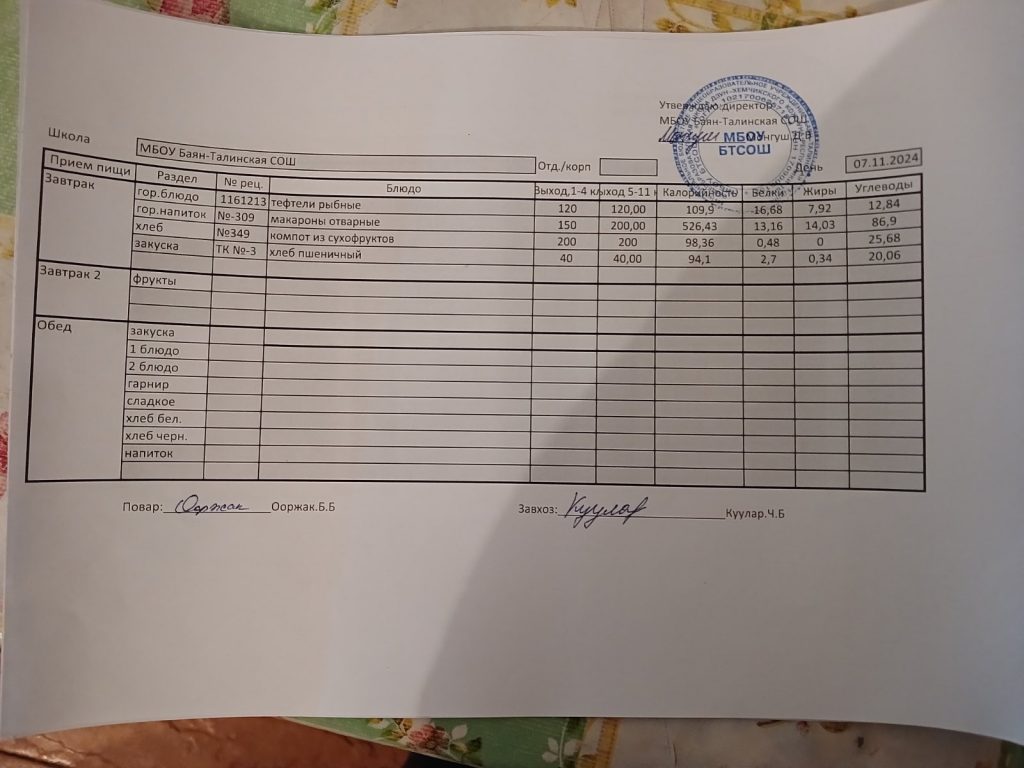 Утверждаю:директор
МБОУ Баян-Талинская СОШ
Монгуш
МБОУ
БТСОШ
Школа МБОУ Баян-Талинская СОШ Отд./корп День 07.11.2024
Прием пищи Раздел № рец. Блюдо Выход,1-4 к ыход 5-11 Калорийность Белки Жиры Углеводы
Завтрак гор.блюдо 1161213 тефтели рыбные 120 120,00 109,9 16,68 7,92 12,84
гор.напиток №-309 макароны отварные 150 200,00 526,43 13,16 14,03 86,9
хлеб №349 компот из сухофруктов 200 200 98,36 0,48 0 25,68
закуска ТК №-3 хлеб пшеничный 40 40,00 94,1 2,7 0,34 20,06
Завтрак 2 фрукты
Обед закуска
1 блюдо
2 блюдо
гарнир
сладкое
хлеб бел.
хлеб черн.
напиток
Повар: Ооржак Ооржак.Б.Б Завхоз: Куулар Куулар.Ч.Б